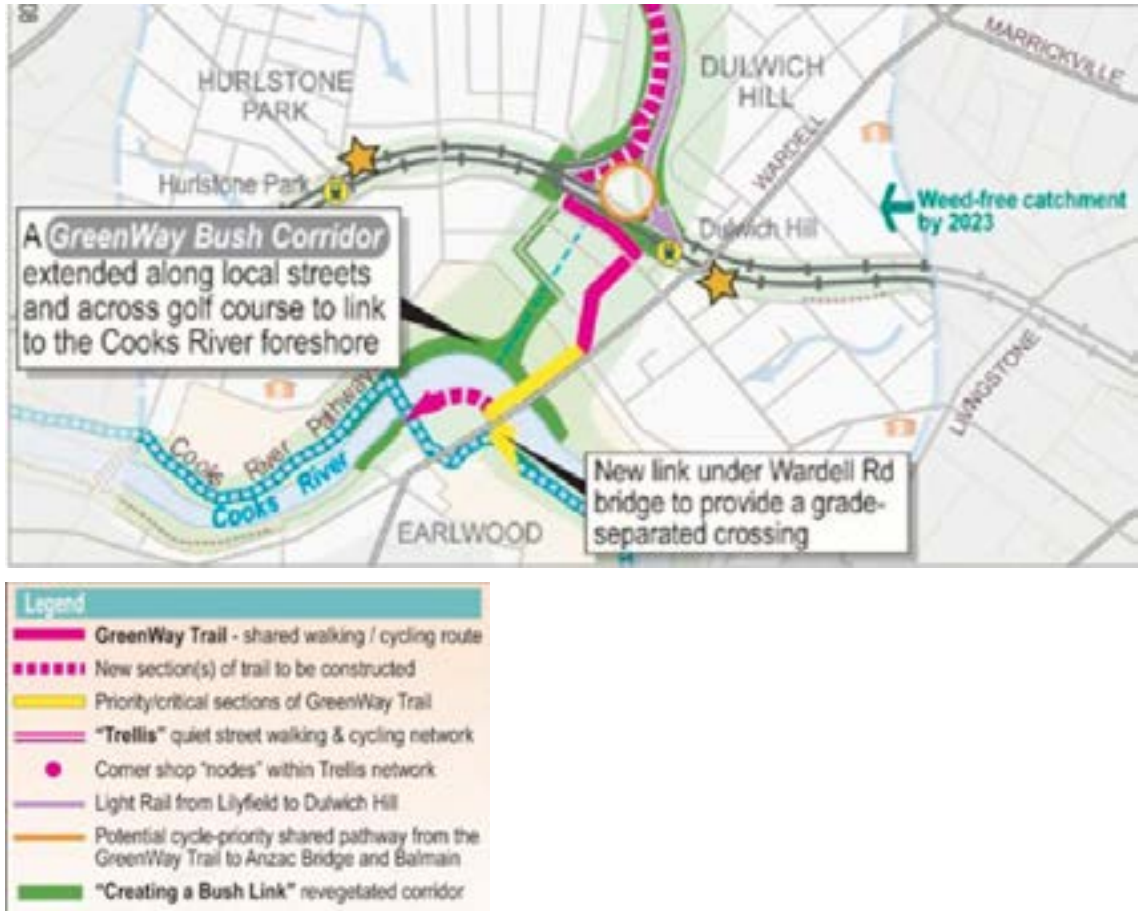 HURLSTONE
PARK
DULWICH
HILL
MARRICKVILLE
WARDELL
Hurlstone Park
Dulwich Hill
Weed-free catchment
by 2023
A GreenWay Bush Corridor
extended along local streets
and across golf course to link
to the Cooks River foreshore
LIVINGSTONE
Cooks River Pathway
Cooks River
EARLWOOD
New link under Wardell Rd
bridge to provide a grade-
separated crossing
Legend
GreenWay Trail - shared walking / cycling route
New section(s) of trail to be constructed
Priority/critical sections of GreenWay Trail
"Trellis" quiet street walking & cycling network
Corner shop "nodes" within Trellis network
Light Rail from Lilyfield to Dulwich Hill
Potential cycle-priority shared pathway from the
GreenWay Trail to Anzac Bridge and Balmain
"Creating a Bush Link" revegetated corridor